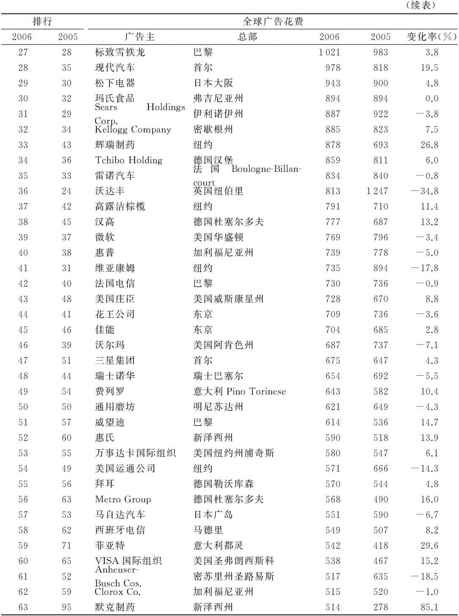 (续表)
排行 全球广告花费
2006 2005 广告主 总部 2006 2005 变化率(%)
27 28 标致雪铁龙 巴黎 1 021 983 3.8
28 35 现代汽车 首尔 978 818 19.5
29 30 松下电器 日本大阪 943 900 4.8
30 32 玛氏食品 弗吉尼亚州 894 894 0.0
31 29 Sears Holdings Corp. 伊利诺伊州 887 922 −3.8
32 34 Kellogg Company 密歇根州 885 823 7.5
33 43 辉瑞制药 纽约 878 693 26.8
34 36 Tchibo Holding 德国汉堡 859 811 6.0
35 33 雷诺汽车 法国 Boulogne-Billan-court 834 840 −0.8
36 24 沃达丰 英国纽伯里 813 1 247 −34.8
37 42 高露洁棕榄 纽约 791 710 11.4
38 45 汉高 德国杜塞尔多夫 777 687 13.2
39 37 微软 美国华盛顿 769 796 −3.4
40 38 惠普 加利福尼亚州 739 778 −5.0
41 31 维亚康姆 纽约 735 894 −17.8
42 40 法国电信 巴黎 730 736 −0.9
43 48 美国庄臣 美国威斯康星州 728 670 8.8
44 41 花王公司 东京 709 736 −3.6
45 46 佳能 东京 704 685 2.8
46 39 沃尔玛 美国阿肯色州 687 737 −7.1
47 51 三星集团 首尔 675 647 4.3
48 44 瑞士诺华 瑞士巴塞尔 654 692 −5.5
49 54 费列罗 意大利 Pino Torinese 643 582 10.4
50 50 通用磨坊 明尼苏达州 621 649 −4.3
51 57 威望迪 巴黎 614 536 14.7
52 60 惠氏 新泽西州 590 518 13.9
53 55 万事达卡国际组织 美国纽约州浦奇斯 580 547 6.1
54 49 美国运通公司 纽约 571 666 −14.3
55 56 拜耳 德国勒沃库森 570 544 4.8
56 63 Metro Group 德国杜塞尔多夫 568 490 16.0
57 53 马自达汽车 日本广岛 551 590 −6.7
58 62 西班牙电信 马德里 549 507 8.2
59 71 菲亚特 意大利都灵 542 418 29.6
60 65 VISA 国际组织 美国圣弗朗西斯科 538 467 15.2
61 52 Anheuser-Busch Cos. 密苏里州圣路易斯 517 635 −18.5
62 59 Clorox Co. 加利福尼亚州 515 520 −1.0
63 95 默克制药 新泽西州 514 278 85.1